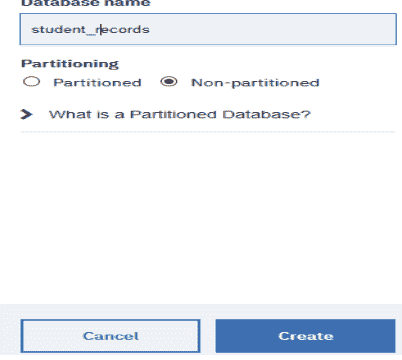 Database name
student_records
Partitioning
Partitioned Non-partitioned
What is a Partitioned Database?
Cancel Create